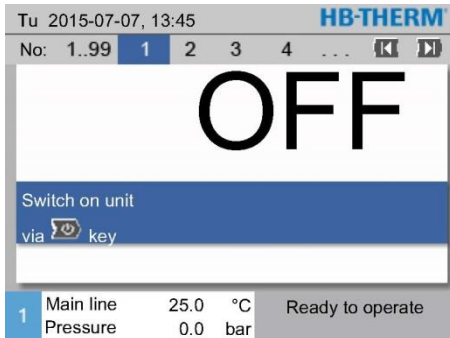 Tu 2015-07-07, 13:45 HB-THERM
No: 1..99 1 2 3 4 ...
OFF
Switch on unit
via key
1 Main line 25.0 °C Ready to operate
Pressure 0.0 bar